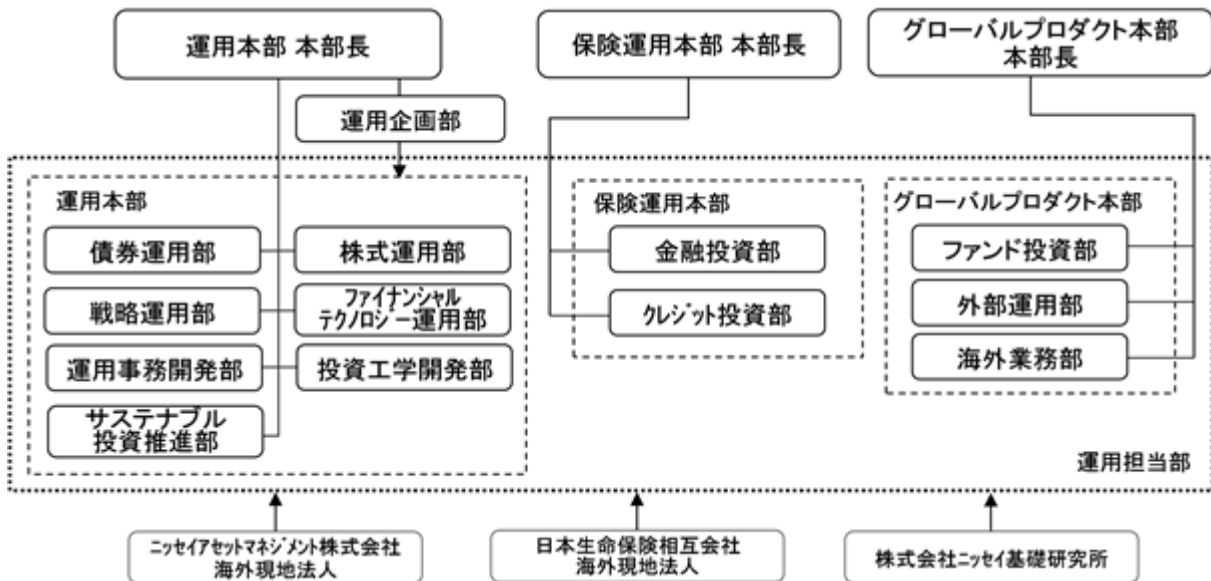 運用本部 本部長
保険運用本部 本部長
グローバルプロダクト本部
本部長
運用企画部
運用本部
債券運用部
株式運用部
戦略運用部
ファイナンシャル
テクノロジー運用部
運用事務開発部
投資工学開発部
サステナブル
投資推進部
保険運用本部
金融投資部
クレジット投資部
グローバルプロダクト本部
ファンド投資部
外部運用部
海外業務部
運用担当部
ニッセイアセットマネジメント株式会社
海外現地法人
日本生命保険相互会社
海外現地法人
株式会社ニッセイ基礎研究所